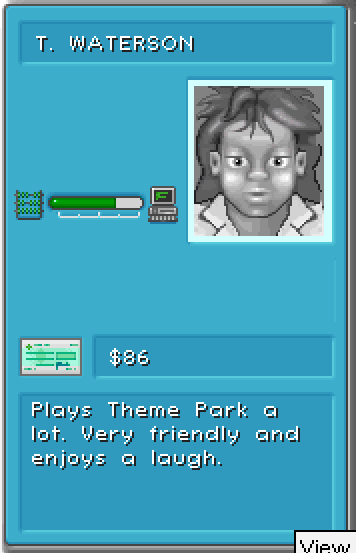 T. WATERSON
$86
Plays Theme Park a
lot. Very friendly and
enjoys a laugh.
View